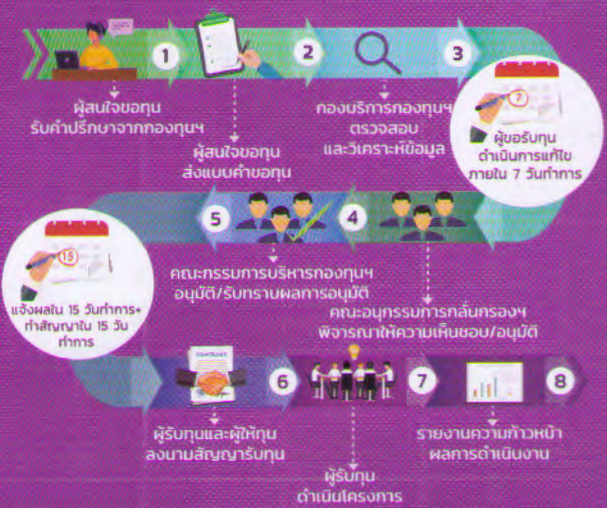 1
2
3
ผู้สนใจขอทุน
รับคำปรึกษาจากกองทุนฯ
ผู้สนใจขอทุน
ส่งแบบคำขอทุน
กองบริการกองทุนฯ
ตรวจสอบ
และวิเคราะห์ข้อมูล
7
ผู้ขอรับทุน
ดำเนินการแก้ไข
ภายใน 7 วันทำการ
4
5
คณะอนุกรรมการกลั่นกรองฯ
พิจารณาให้ความเห็นชอบ/อนุมัติ
คณะกรรมการบริหารกองทุนฯ
อนุมัติ/รับทราบผลการอนุมัติ
15
แจ้งผลใน 15 วันทำการ+
ทำสัญญาใน 15 วัน
ทำการ
CONTRACT
6
7
8
ผู้รับทุนและผู้ให้ทุน
ลงนามสัญญารับทุน
ผู้รับทุน
ดำเนินโครงการ
รายงานความก้าวหน้า
ผลการดำเนินงาน